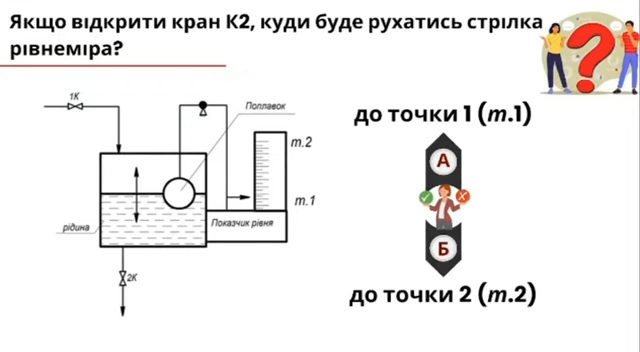 Якщо відкрити кран К2, куди буде рухатись стрілка
рівнеміра?
1К
Поплавок
до точки 1 (т.1)
т.2
А
т.1
рідина
Показчик рівня
Б
2К
до точки 2 (т.2)